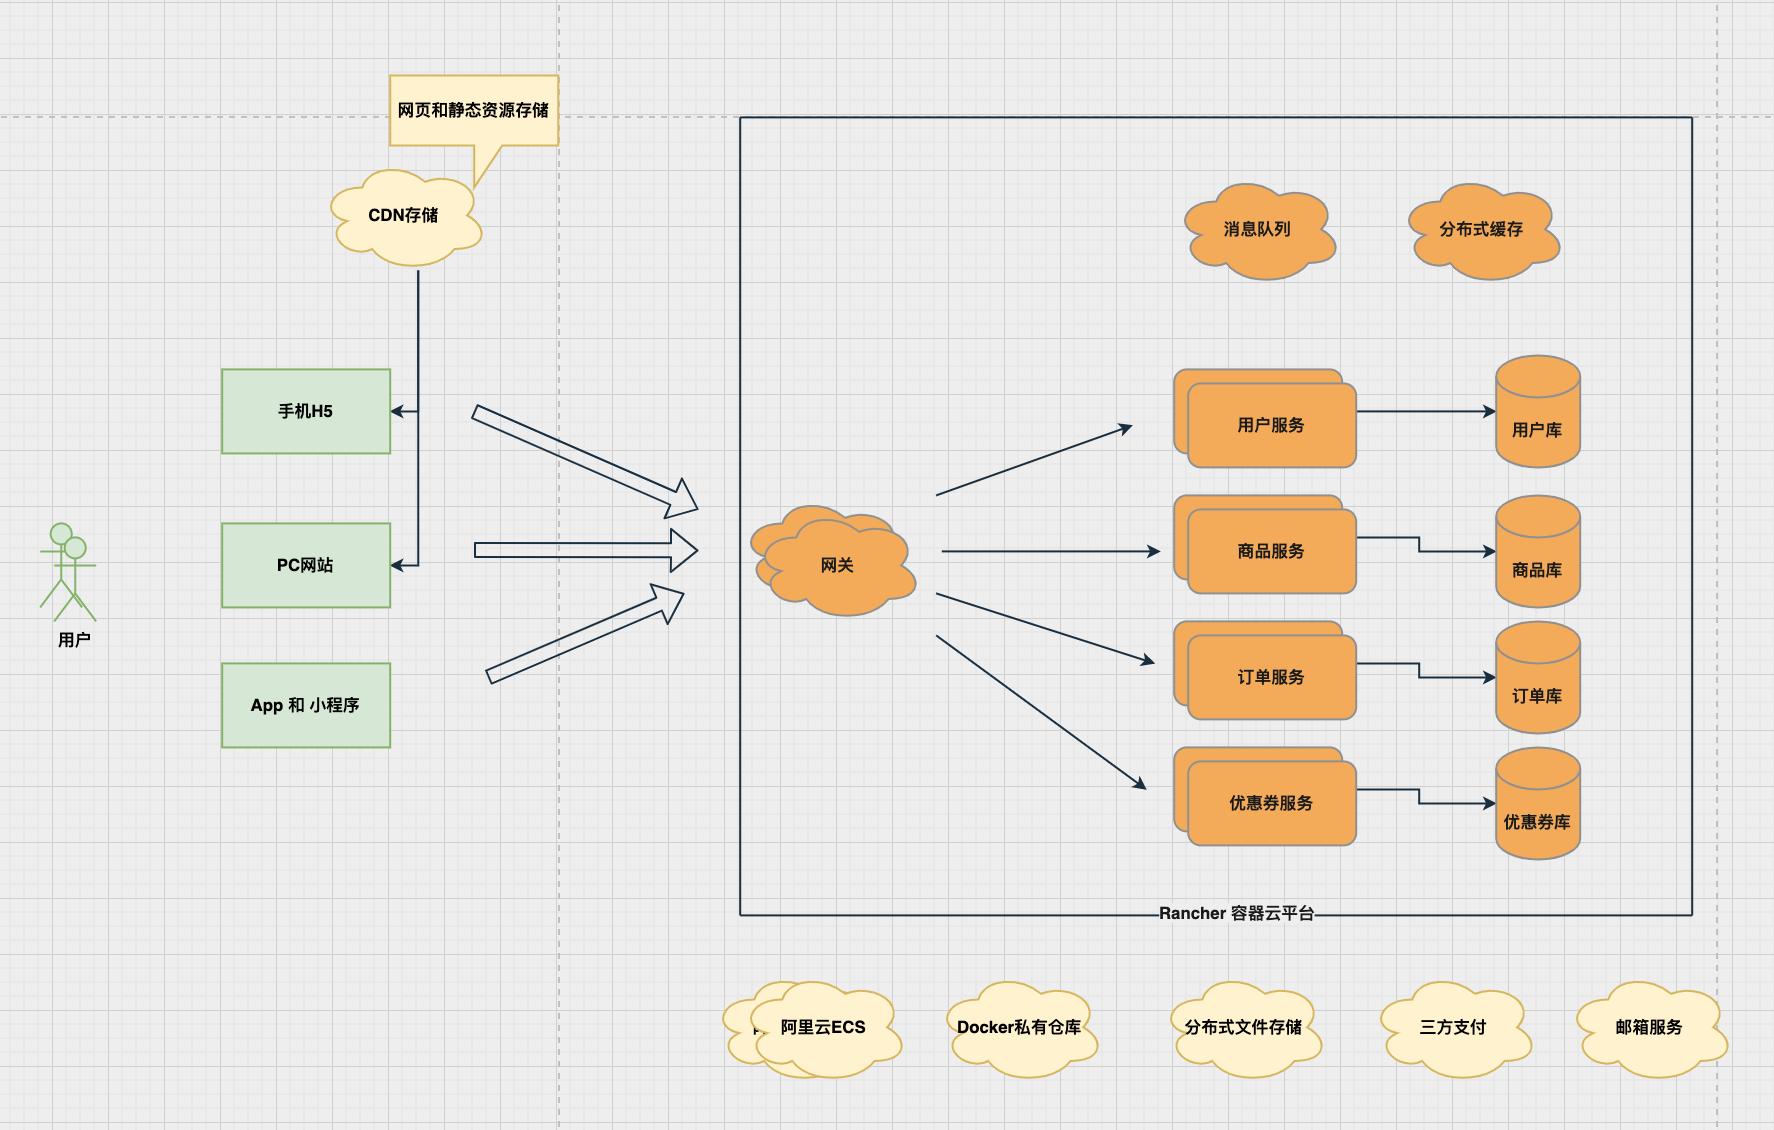 网页和静态资源存储
CDN存储
消息队列
分布式缓存
手机H5
用户服务
用户库
PC网站
网关
商品服务
商品库
用户
App 和 小程序
订单服务
订单库
优惠券服务
优惠券库
Rancher 容器云平台
阿里云ECS
Docker私有仓库
分布式文件存储
三方支付
邮箱服务